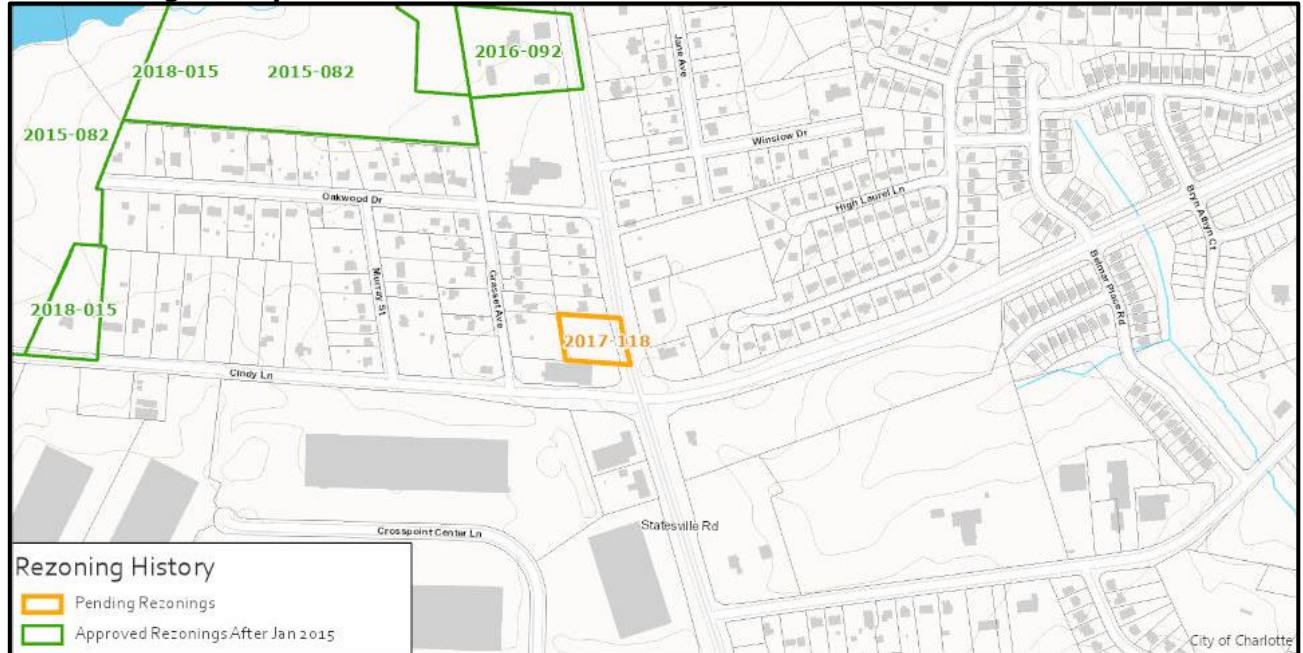 2016-092
Jane Ave
2018-015
2015-082
2015-082
Winslow Dr
Oakwood Dr
High Laurel Ln
Bryn Athyn Ct
Belmar Place Rd
Murray St
Grasset Ave
2018-015
2017-118
Cindy Ln
Statesville Rd
Crosspoint Center Ln
Rezoning History
Pending Rezonings
Approved Rezonings After Jan 2015
City of Charlotte